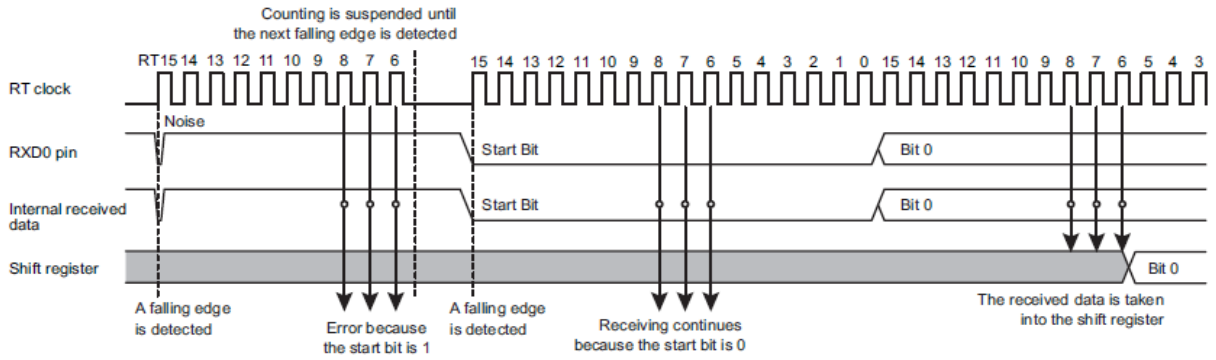 Counting is suspended until
the next falling edge is detected
RT15 14 13 12 11 10 9 8 7 6 15 14 13 12 11 10 9 8 7 6 5 4 3 2 1 0 15 14 13 12 11 10 9 8 7 6 5 4 3
RT clock
Noise
RXD0 pin
Start Bit
Bit 0
Internal received
data
Start Bit
Bit 0
Shift register
Bit 0
A falling edge
is detected
Error because
the start bit is 1
A falling edge
is detected
Receiving continues
because the start bit is 0
The received data is taken
into the shift register